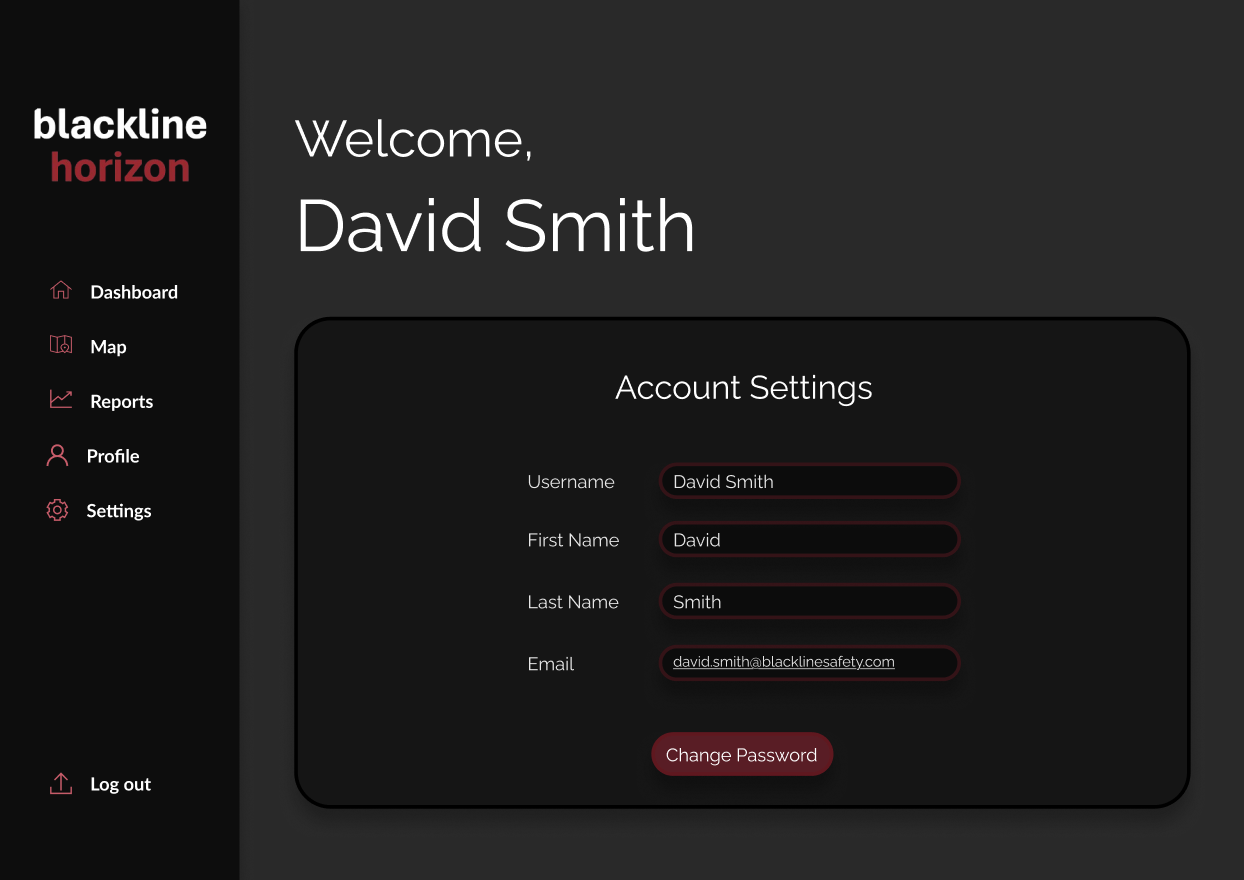 blackline
horizon
Dashboard
Map
Reports
Profile
Settings
Log out
Welcome,
David Smith
Account Settings
Username David Smith
First Name David
Last Name Smith
Email david.smith@blacklinesafety.com
Change Password